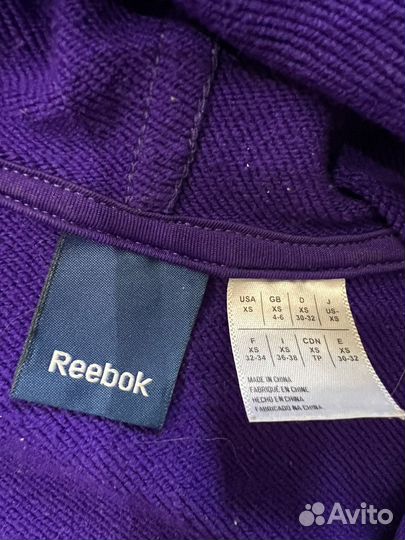 Reebok
USA GB D J
XS XS XS US-
4-6 30-32 XS
F I CDN E
XS XS XS XS
32-34 36-38 TP 30-32
MADE IN CHINA
FABRIQUÉ EN CHINE
HECHO EN CHINA
FABRICADO NA CHINA
Avito